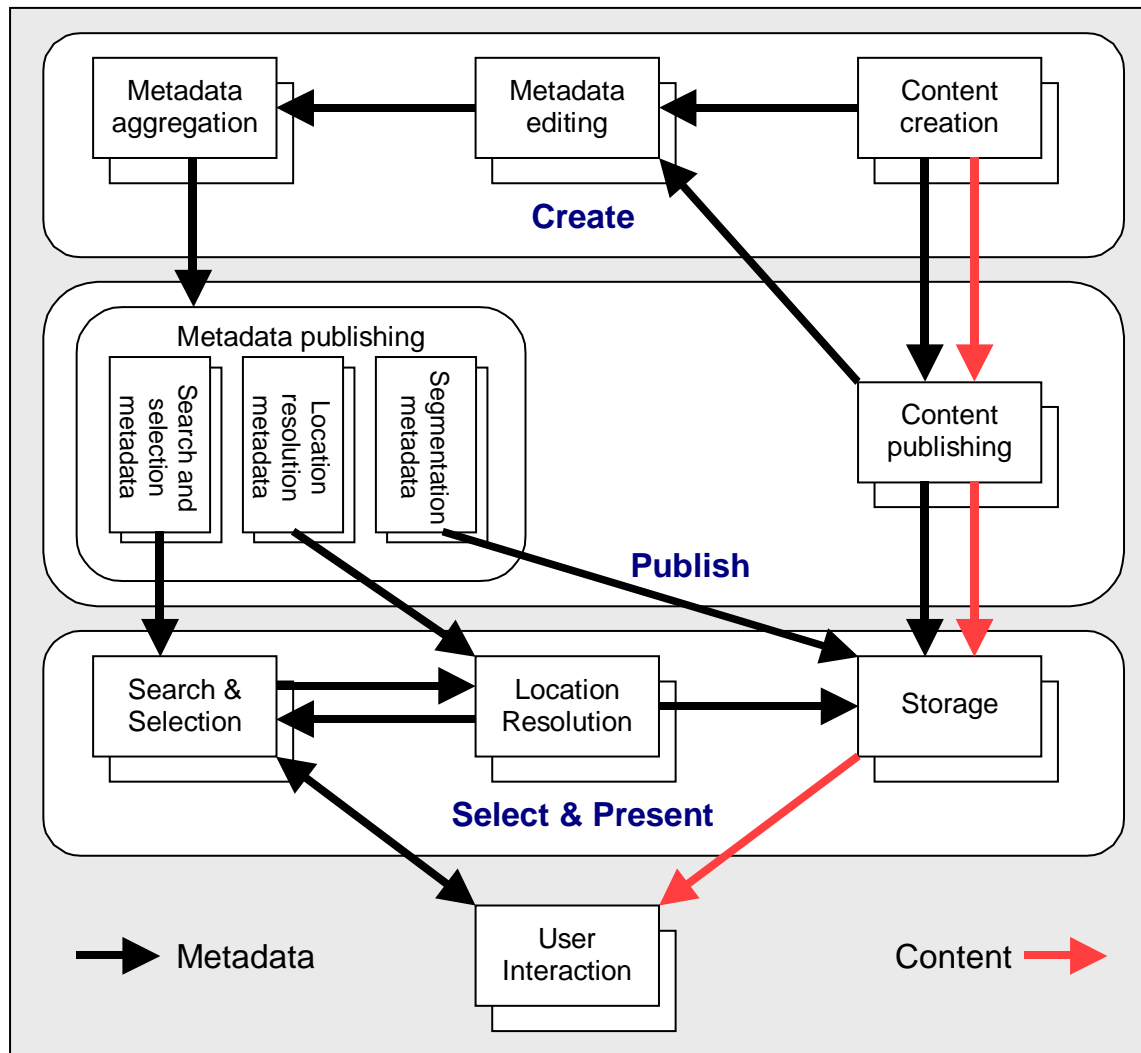 Metadata
aggregation
Metadata
editing
Content
creation
Create
Metadata publishing
Search and
selection
metadata
Location
resolution
metadata
Segmentation
metadata
Content
publishing
Publish
Search &
Selection
Location
Resolution
Storage
Select & Present
User
Interaction
Metadata
Content